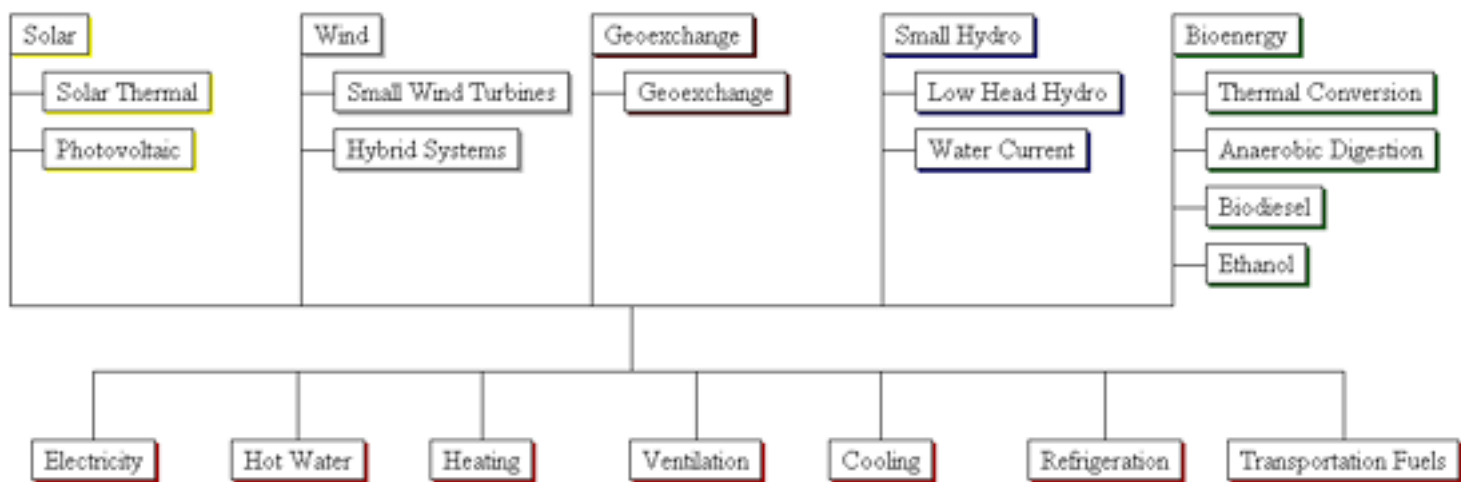 Solar
Wind
Geoexchange
Small Hydro
Bioenergy
Solar Thermal
Small Wind Turbines
Geoexchange
Low Head Hydro
Thermal Conversion
Photovoltaic
Hybrid Systems
Water Current
Anaerobic Digestion
Biodiesel
Ethanol
Electricity
Hot Water
Heating
Ventilation
Cooling
Refrigeration
Transportation Fuels